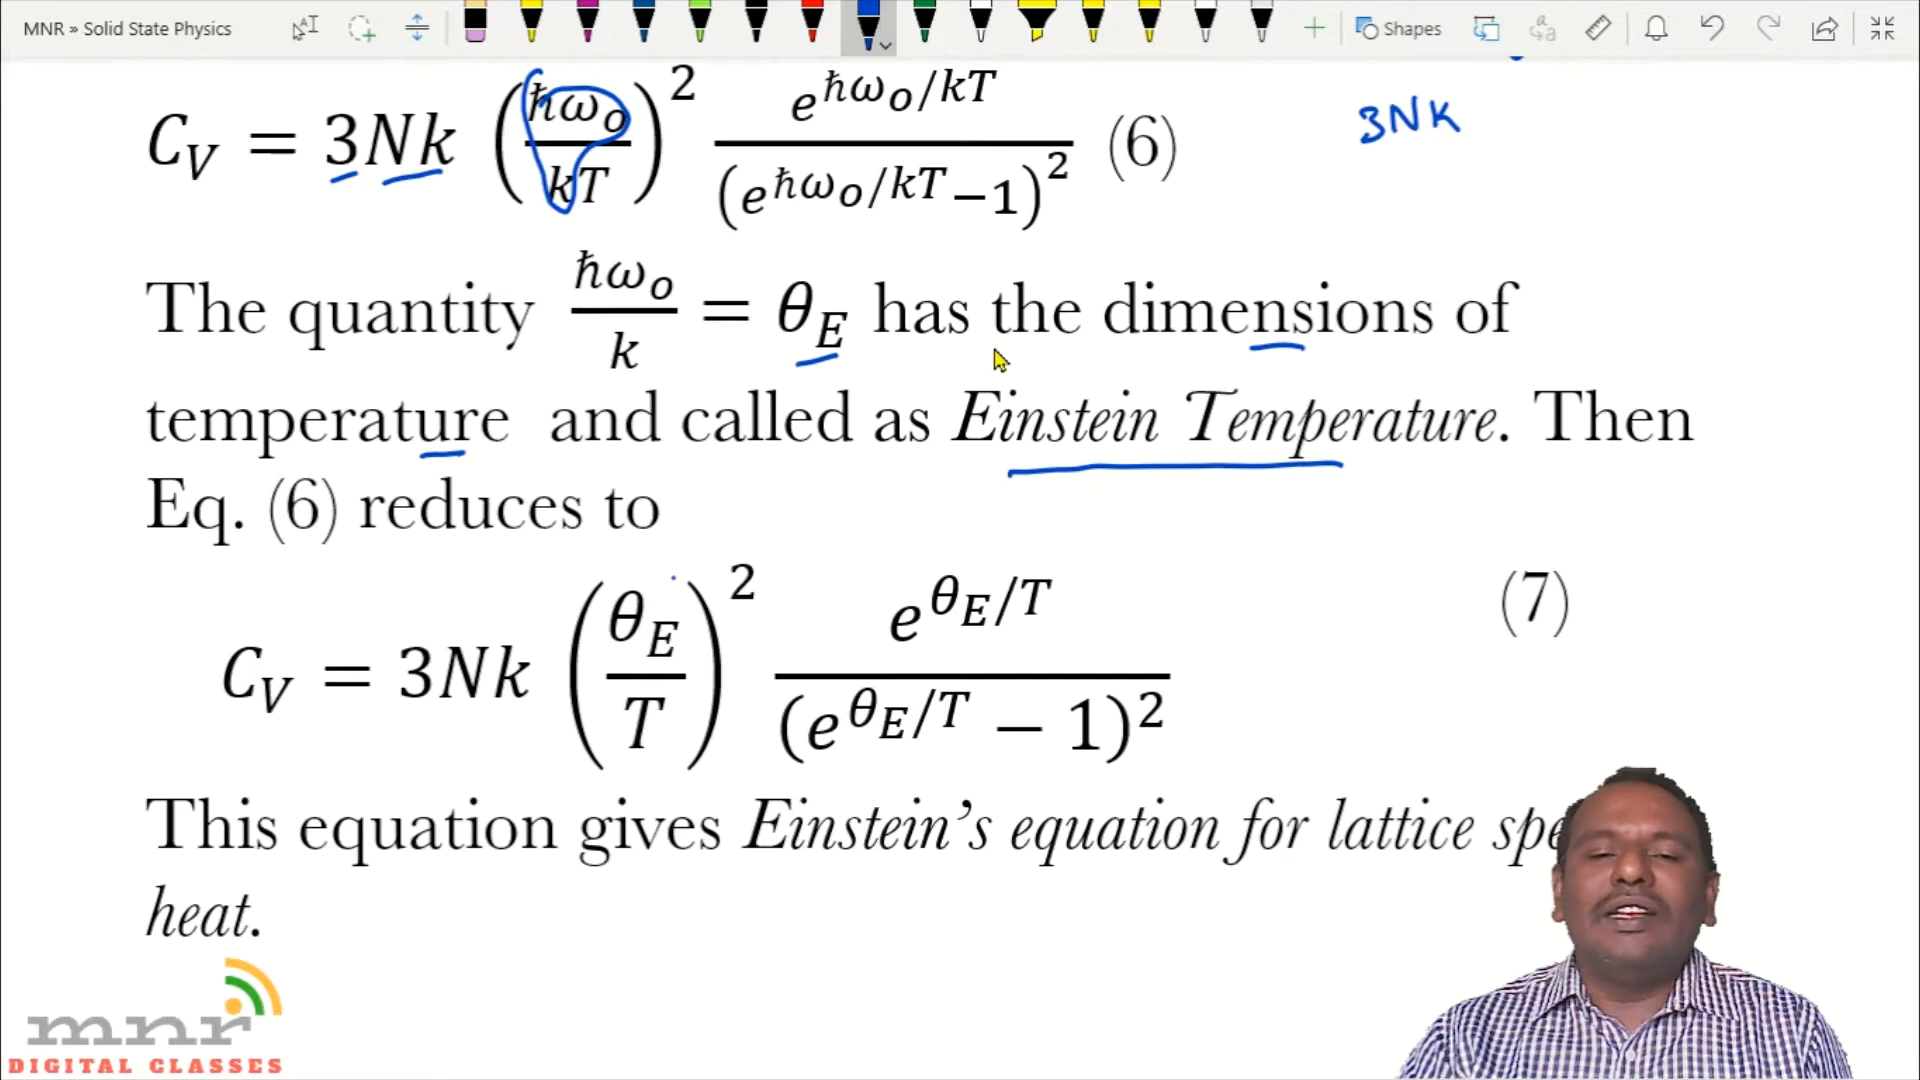 MNR » Solid State Physics
Shapes
C_V = 3Nk (ħω_o/kT)^2 e^{ħω_o/kT}/(e^{ħω_o/kT}−1)^2 (6)
3NK
The quantity ħω_o/k = θ_E has the dimensions of
temperature and called as Einstein Temperature. Then
Eq. (6) reduces to
C_V = 3Nk (θ_E/T)^2 e^{θ_E/T}/(e^{θ_E/T} − 1)^2 (7)
This equation gives Einstein's equation for lattice spe
heat.
mnr
DIGITAL CLASSES